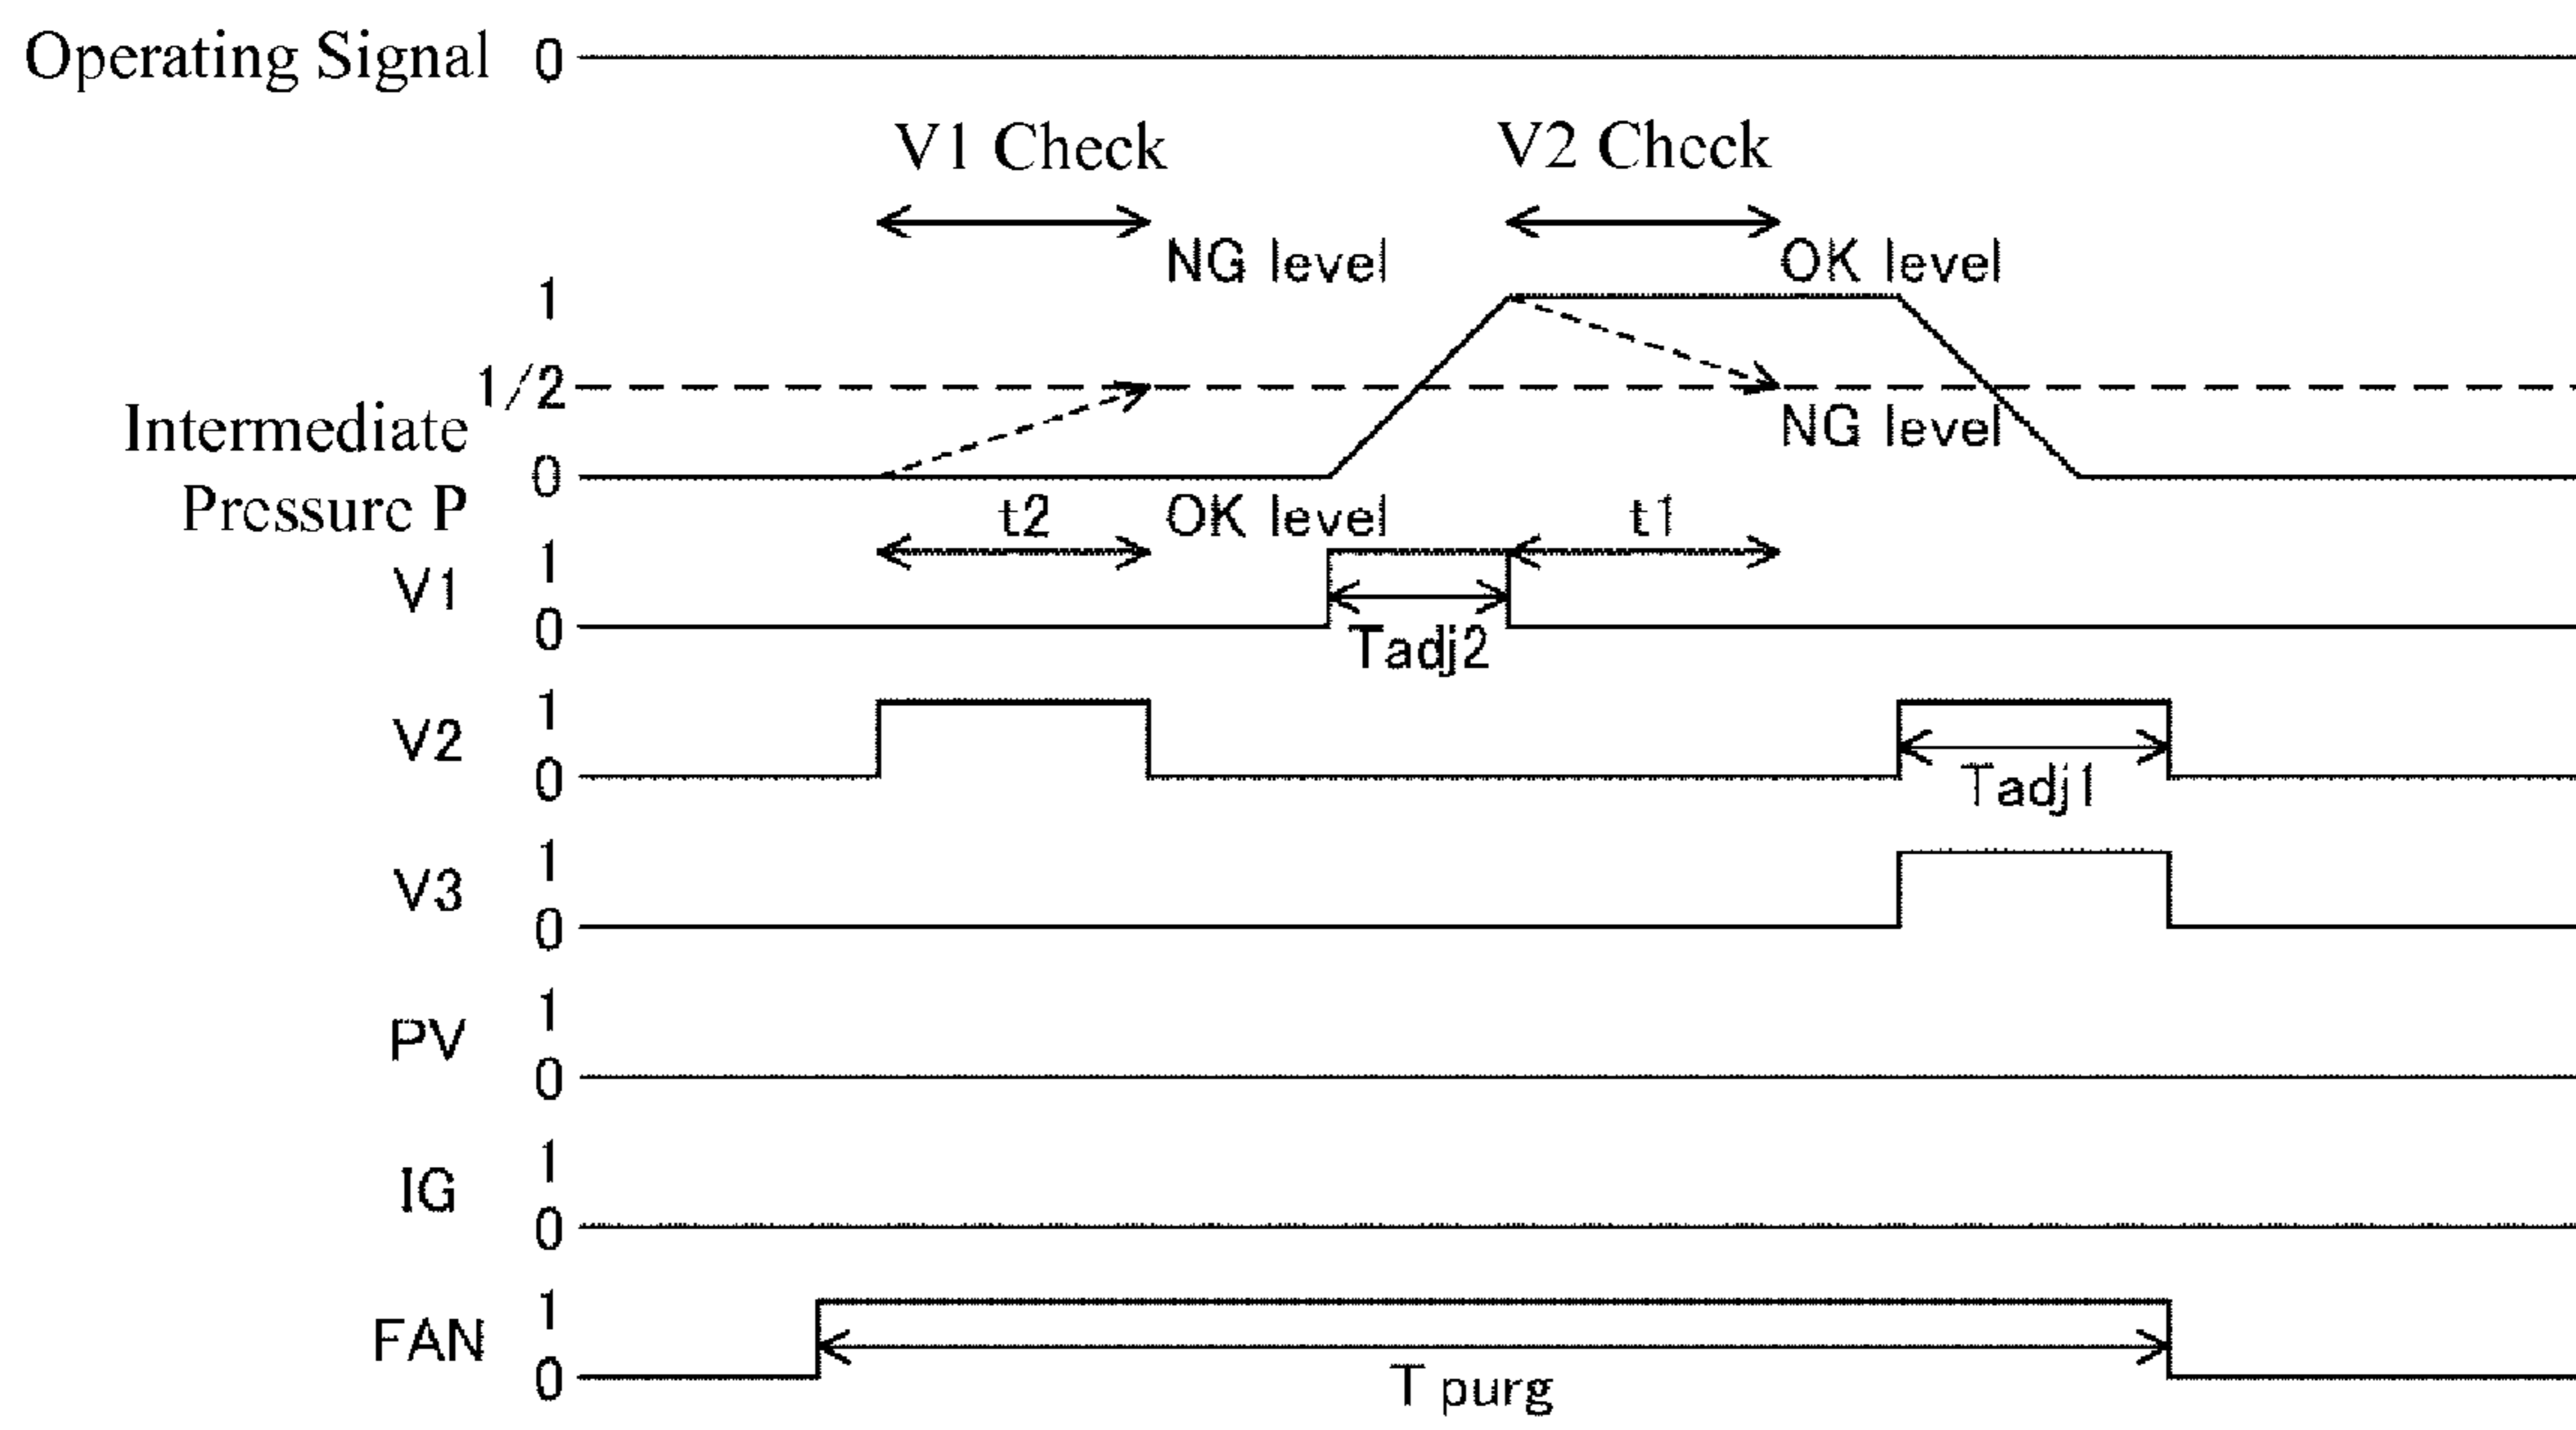 Operating Signal 0
V1 Check V2 Check
NG level OK level
1
1/2
Intermediate
NG level
0
Pressure P
t2 OK level t1
V1 1
0
Tadj2
V2 1
0
Tadj1
V3 1
0
PV 1
0
IG 1
0
FAN 1
0
T purg